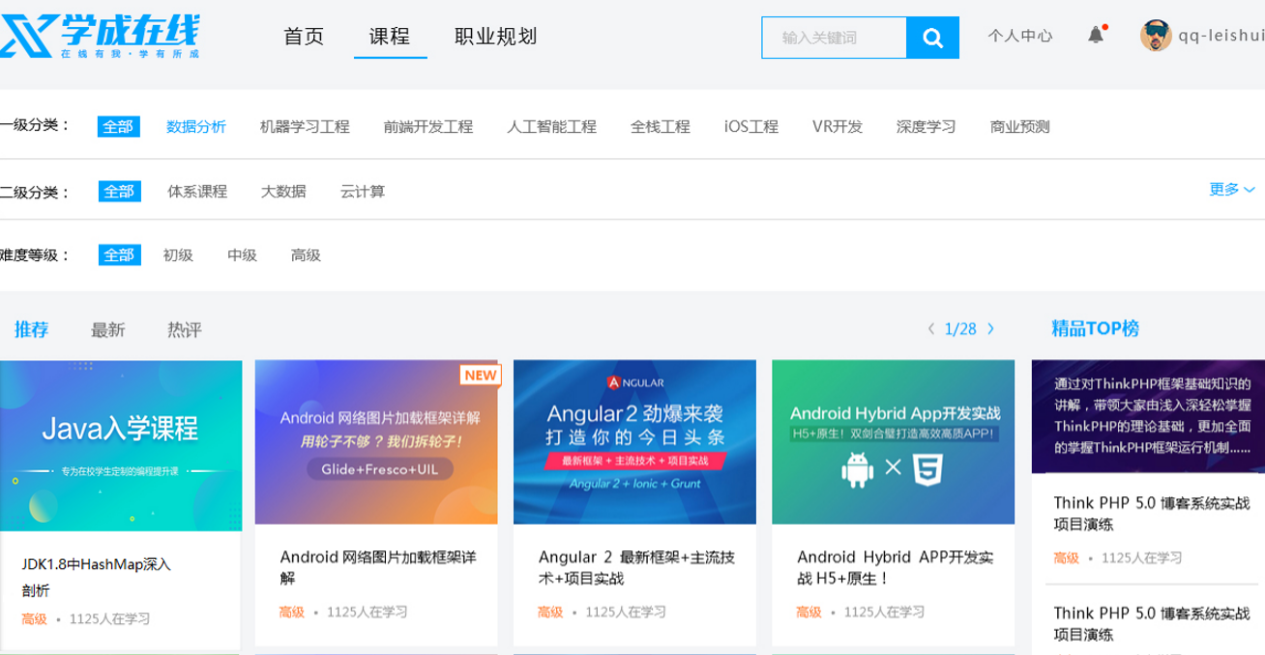 学成在线
在线有我·学有所成
首页 课程 职业规划 输入关键词 个人中心 qq-leishui
一级分类： 全部 数据分析 机器学习工程 前端开发工程 人工智能工程 全栈工程 iOS工程 VR开发 深度学习 商业预测
二级分类： 全部 体系课程 大数据 云计算 更多
难度等级： 全部 初级 中级 高级
推荐 最新 热评 1/28 精品TOP榜
Java入学课程
专为在校学生定制的编程提升课
JDK1.8中HashMap深入
剖析
高级 • 1125人在学习
NEW
Android 网络图片加载框架详解
用轮子不够？我们拆轮子！
Glide+Fresco+UIL
Android 网络图片加载框架详
解
高级 • 1125人在学习
ANGULAR
Angular2 劲爆来袭
打造你的今日头条
最新框架 + 主流技术 + 项目实战
Angular 2 + Ionic + Grunt
Angular 2 最新框架+主流技
术+项目实战
高级 • 1125人在学习
Android Hybrid App开发实战
H5+原生！双剑合璧打造高效高质APP！
5
Android Hybrid APP开发实
战 H5+原生！
高级 • 1125人在学习
通过对ThinkPHP框架基础知识的
讲解，带领大家由浅入深轻松掌握
ThinkPHP的理论基础，更加全面
的掌握ThinkPHP框架运行机制……
Think PHP 5.0 博客系统实战
项目演练
高级 • 1125人在学习
Think PHP 5.0 博客系统实战
项目演练